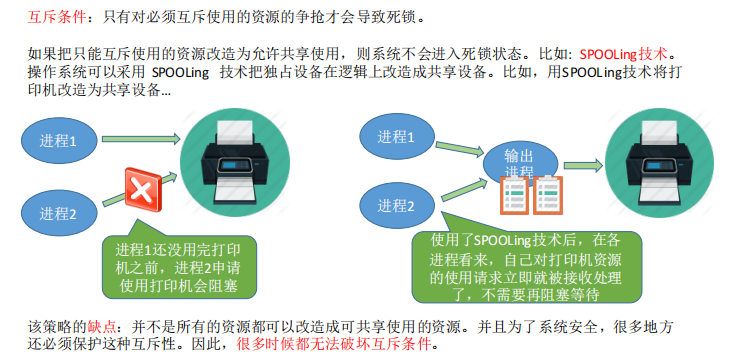 互斥条件：只有对必须互斥使用的资源的争抢才会导致死锁。
如果把只能互斥使用的资源改造为允许共享使用，则系统不会进入死锁状态。比如: SPOOLing技术。
操作系统可以采用 SPOOLing 技术把独占设备在逻辑上改造成共享设备。比如，用SPOOLing技术将打
印机改造为共享设备...
进程1
进程2
进程1还没用完打印
机之前，进程2申请
使用打印机会阻塞
进程1
进程2
输出
进程
使用了SPOOLing技术后，在各
进程看来，自己对打印机资源
的使用请求立即就被接收处理
了，不需要再阻塞等待
该策略的缺点：并不是所有的资源都可以改造成可共享使用的资源。并且为了系统安全，很多地方
还必须保护这种互斥性。因此，很多时候都无法破坏互斥条件。